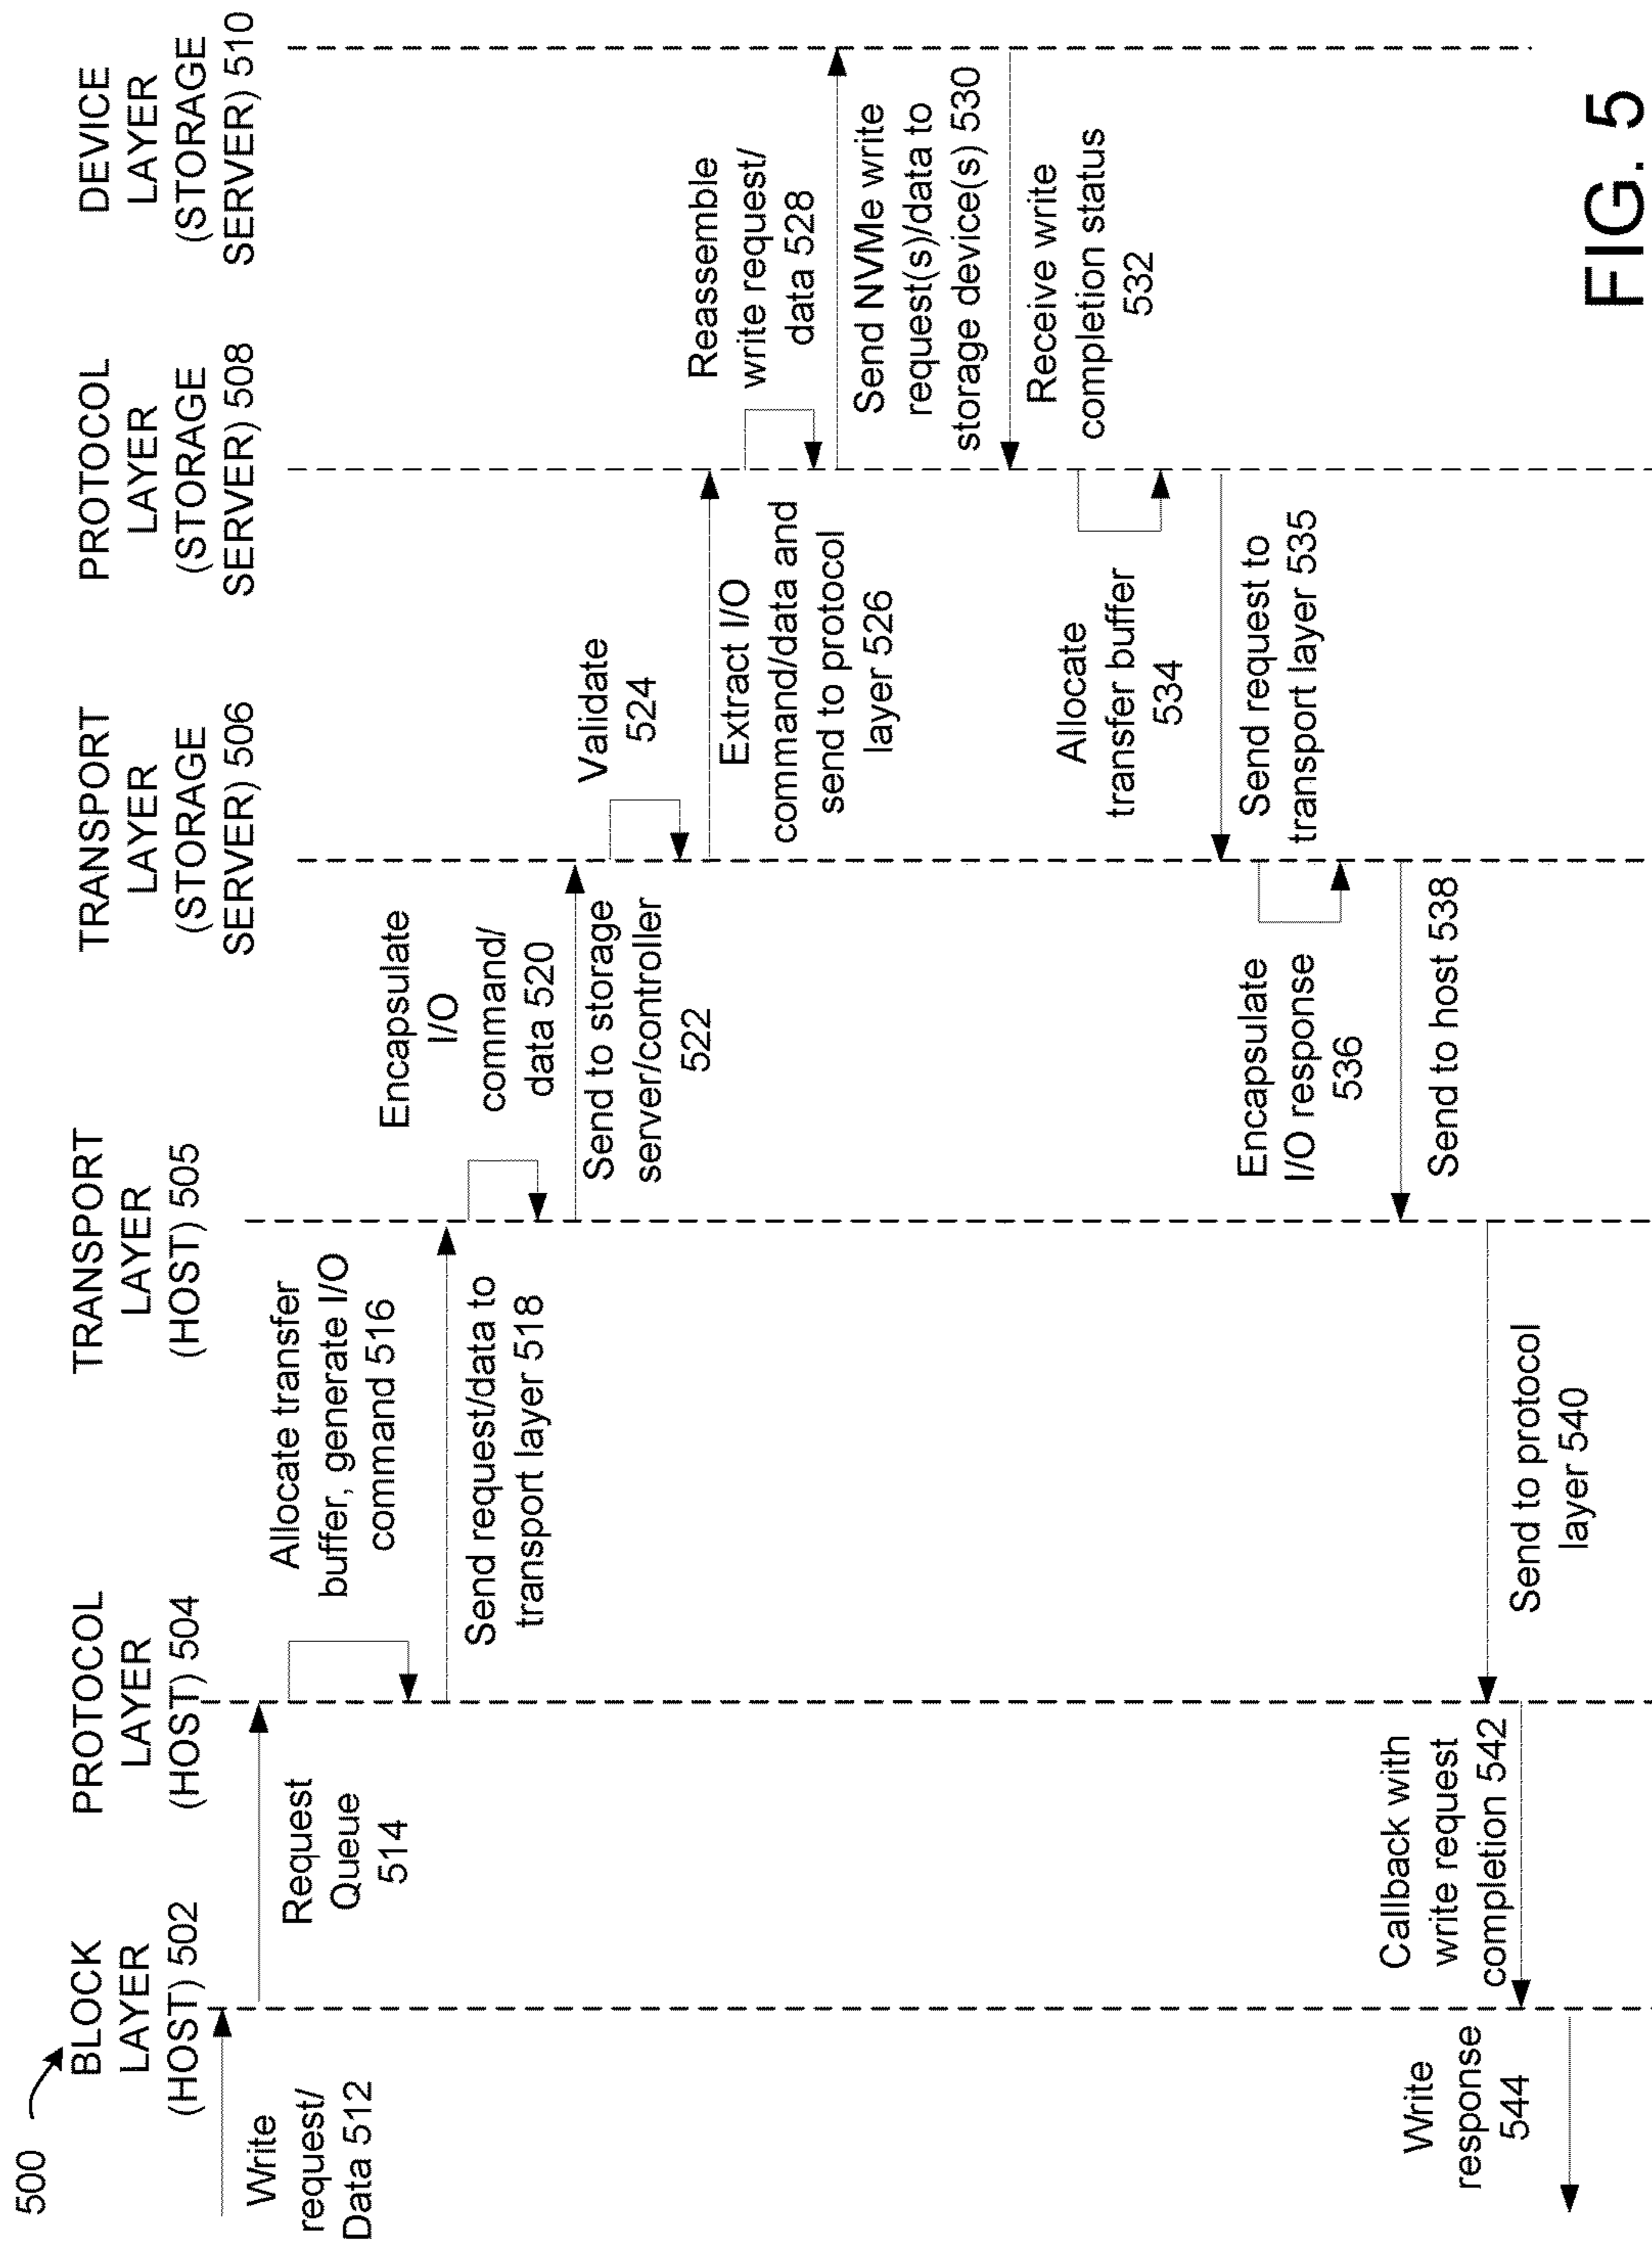 500
BLOCK
LAYER
(HOST) 502
PROTOCOL
LAYER
(HOST) 504
TRANSPORT
LAYER
(HOST) 505
TRANSPORT
LAYER
(STORAGE
SERVER) 506
PROTOCOL
LAYER
(STORAGE
SERVER) 508
DEVICE
LAYER
(STORAGE
SERVER) 510
Write
request/
Data 512
Request
Queue
514
Allocate transfer
buffer, generate I/O
command 516
Send request/data to
transport layer 518
Encapsulate
I/O
command/
data 520
Send to storage
server/controller
522
Validate
524
Extract I/O
command/data and
send to protocol
layer 526
Reassemble
write request/
data 528
Send NVMe write
request(s)/data to
storage device(s) 530
Receive write
completion status
532
Allocate
transfer buffer
534
Send request to
transport layer 535
Encapsulate
I/O response
536
Send to host 538
Send to protocol
layer 540
Callback with
write request
completion 542
Write
response
544
FIG. 5